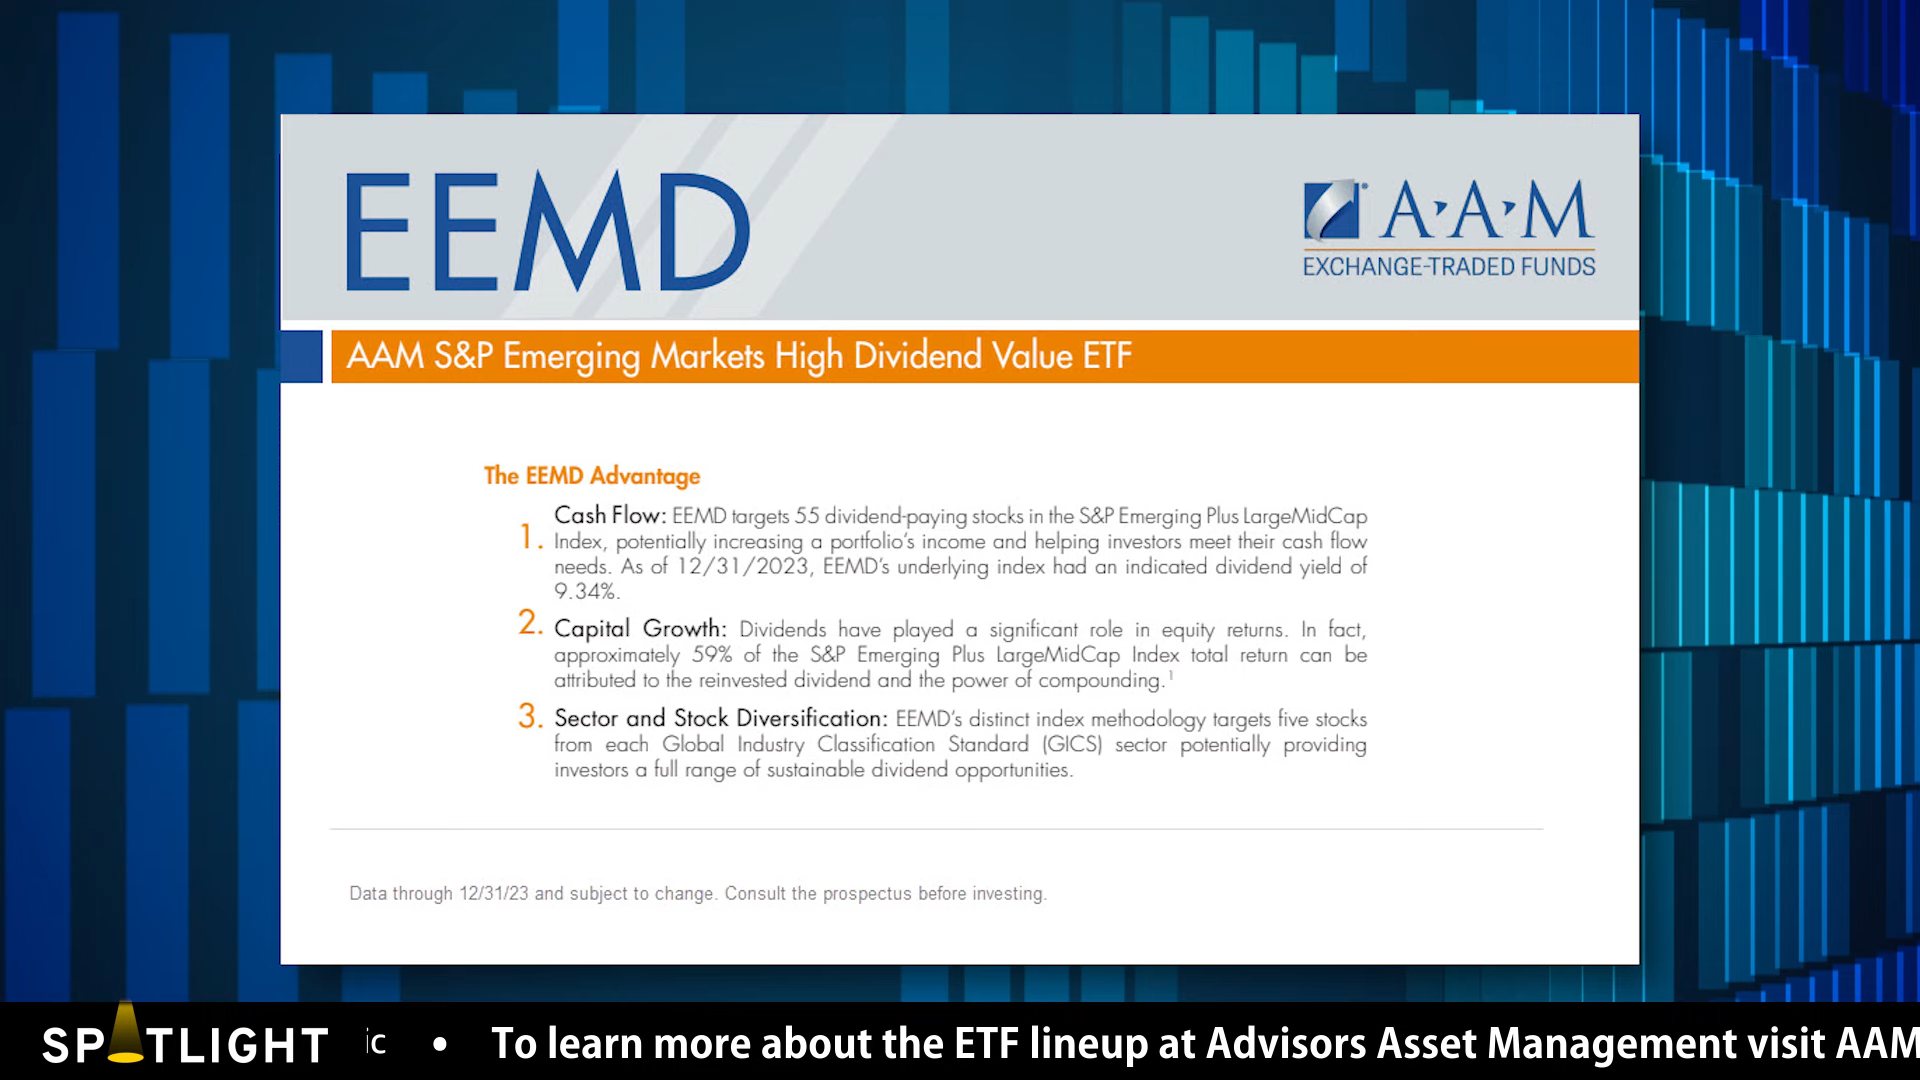 EEMD
A·A·M
EXCHANGE-TRADED FUNDS
AAM S&P Emerging Markets High Dividend Value ETF
The EEMD Advantage
1. Cash Flow: EEMD targets 55 dividend-paying stocks in the S&P Emerging Plus LargeMidCap
Index, potentially increasing a portfolio's income and helping investors meet their cash flow
needs. As of 12/31/2023, EEMD's underlying index had an indicated dividend yield of
9.34%.
2. Capital Growth: Dividends have played a significant role in equity returns. In fact,
approximately 59% of the S&P Emerging Plus LargeMidCap Index total return can be
attributed to the reinvested dividend and the power of compounding.¹
3. Sector and Stock Diversification: EEMD's distinct index methodology targets five stocks
from each Global Industry Classification Standard (GICS) sector potentially providing
investors a full range of sustainable dividend opportunities.
Data through 12/31/23 and subject to change. Consult the prospectus before investing.
SPOTLIGHT ic • To learn more about the ETF lineup at Advisors Asset Management visit AAM